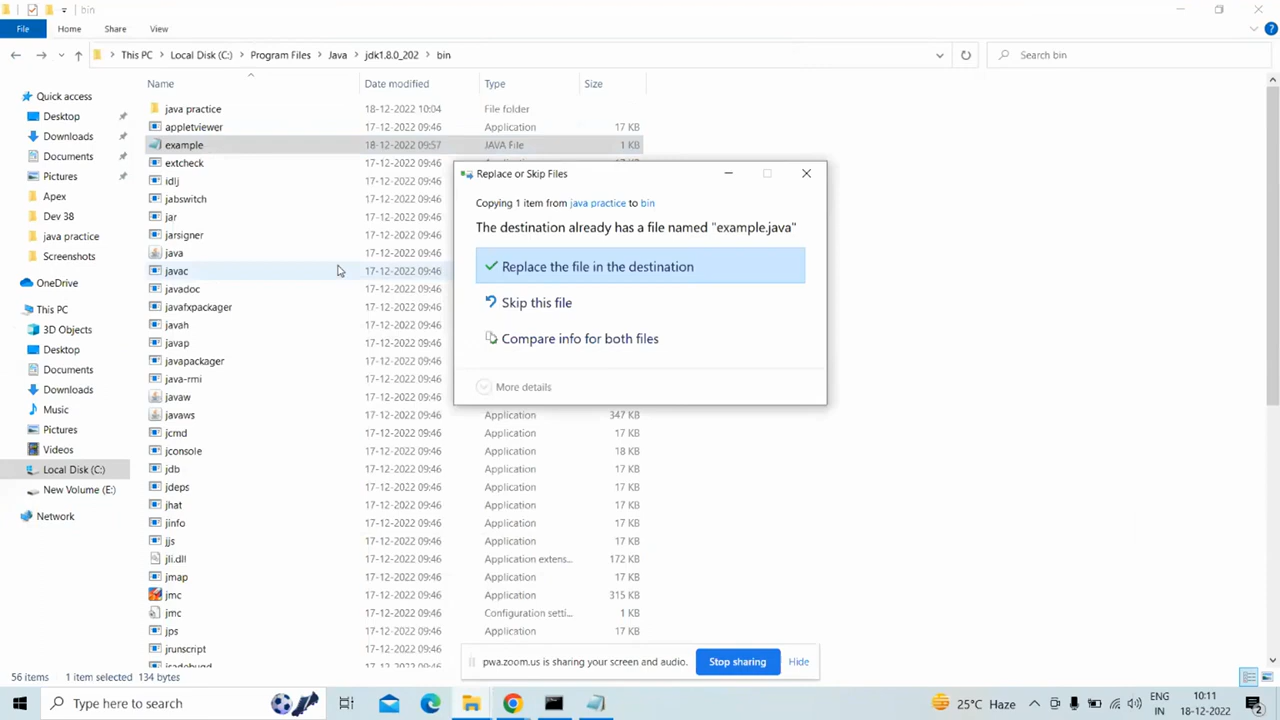 bin
File Home Share View
This PC Local Disk (C:) Program Files Java jdk1.8.0_202 bin Search bin
Name Date modified Type Size
Quick access
Desktop
Downloads
Documents
Pictures
Apex
Dev 38
java practice
Screenshots
OneDrive
This PC
3D Objects
Desktop
Documents
Downloads
Music
Pictures
Videos
Local Disk (C:)
New Volume (E:)
Network
java practice 18-12-2022 10:04 File folder
appletviewer 17-12-2022 09:46 Application 17 KB
example 18-12-2022 09:57 JAVA File 1 KB
extcheck 17-12-2022 09:46
idlj 17-12-2022 09:46
jabswitch 17-12-2022 09:46
jar 17-12-2022 09:46
jarsigner 17-12-2022 09:46
java 17-12-2022 09:46
javac 17-12-2022 09:46
javadoc 17-12-2022 09:46
javafxpackager 17-12-2022 09:46
javah 17-12-2022 09:46
javap 17-12-2022 09:46
javapackager 17-12-2022 09:46
java-rmi 17-12-2022 09:46
javaw 17-12-2022 09:46
javaws 17-12-2022 09:46 Application 347 KB
jcmd 17-12-2022 09:46 Application 17 KB
jconsole 17-12-2022 09:46 Application 18 KB
jdb 17-12-2022 09:46 Application 17 KB
jdeps 17-12-2022 09:46 Application 17 KB
jhat 17-12-2022 09:46 Application 17 KB
jinfo 17-12-2022 09:46 Application 17 KB
jjs 17-12-2022 09:46 Application 17 KB
jli.dll 17-12-2022 09:46 Application extens... 172 KB
jmap 17-12-2022 09:46 Application 17 KB
jmc 17-12-2022 09:46 Application 315 KB
jmc 17-12-2022 09:46 Configuration setti... 1 KB
jps 17-12-2022 09:46 Application
jrunscript 17-12-2022 09:46
Replace or Skip Files
Copying 1 item from java practice to bin
The destination already has a file named "example.java"
Replace the file in the destination
Skip this file
Compare info for both files
More details
pwa.zoom.us is sharing your screen and audio. Stop sharing Hide
56 items 1 item selected 134 bytes
Type here to search
25°C Haze
ENG
IN
10:11
18-12-2022
2